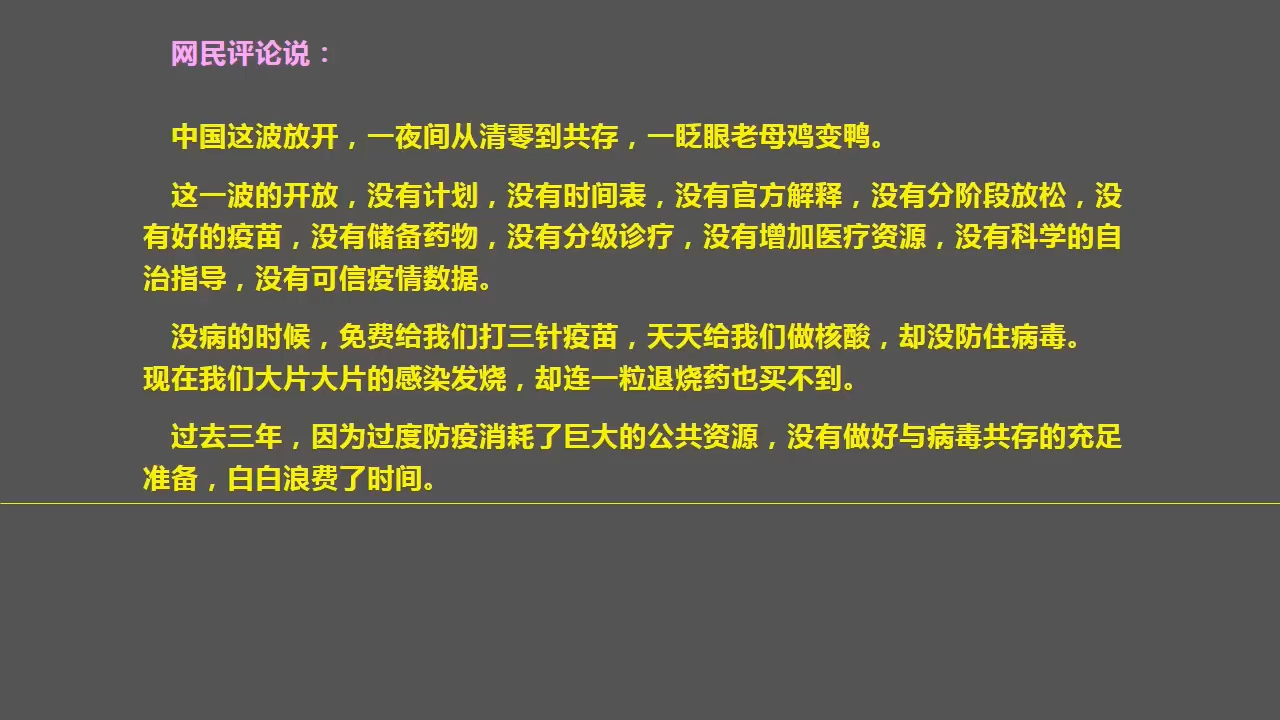 网民评论说：
中国这波放开，一夜间从清零到共存，一眨眼老母鸡变鸭。
这一波的开放，没有计划，没有时间表，没有官方解释，没有分阶段放松，没
有好的疫苗，没有储备药物，没有分级诊疗，没有增加医疗资源，没有科学的自
治指导，没有可信疫情数据。
没病的时候，免费给我们打三针疫苗，天天给我们做核酸，却没防住病毒。
现在我们大片大片的感染发烧，却连一粒退烧药也买不到。
过去三年，因为过度防疫消耗了巨大的公共资源，没有做好与病毒共存的充足
准备，白白浪费了时间。